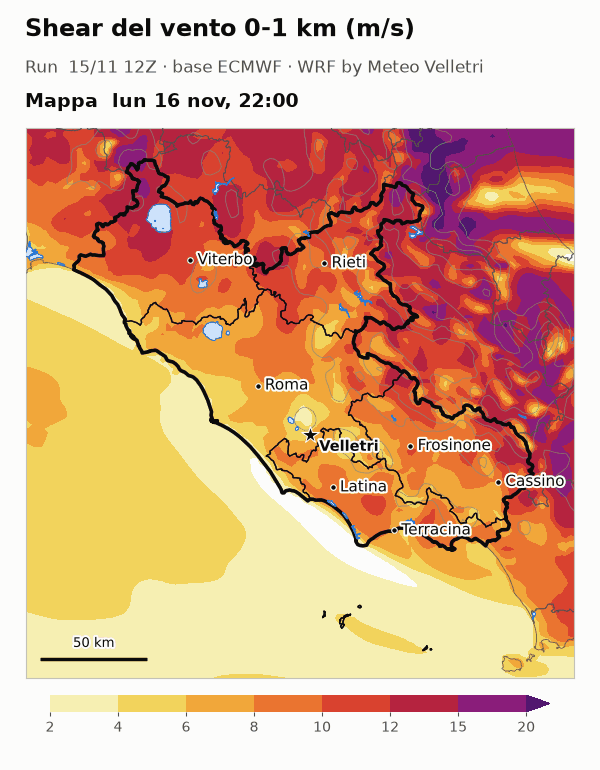 Shear del vento 0-1 km (m/s)
Run  15/11 12Z · base ECMWF · WRF by Meteo Velletri
Mappa  lun 16 nov, 22:00
Viterbo
Rieti
Roma
Velletri
Frosinone
Cassino
Latina
Terracina
50 km
2 4 6 8 10 12 15 20